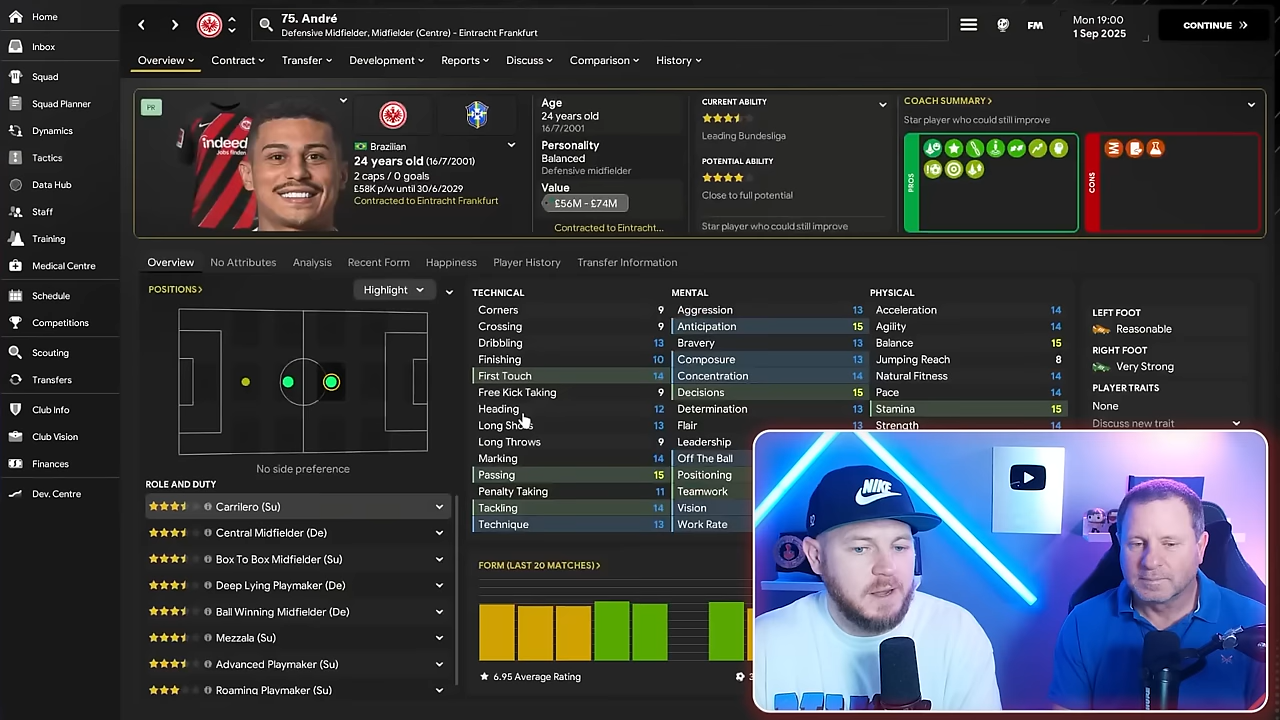 Home
Inbox
Squad
Squad Planner
Dynamics
Tactics
Data Hub
Staff
Training
Medical Centre
Schedule
Competitions
Scouting
Transfers
Club Info
Club Vision
Finances
Dev. Centre
75. André
Defensive Midfielder, Midfielder (Centre) - Eintracht Frankfurt
FM
Mon 19:00
1 Sep 2025
CONTINUE
Overview
Contract
Transfer
Development
Reports
Discuss
Comparison
History
PR
indeed
Brazilian
24 years old (16/7/2001)
2 caps / 0 goals
£58K p/w until 30/6/2029
Contracted to Eintracht Frankfurt
Age
24 years old
16/7/2001
Personality
Balanced
Defensive midfielder
Value
£56M - £74M
Contracted to Eintracht...
CURRENT ABILITY
Leading Bundesliga
POTENTIAL ABILITY
Close to full potential
Star player who could still improve
COACH SUMMARY >
Star player who could still improve
PROS
CONS
Overview
No Attributes
Analysis
Recent Form
Happiness
Player History
Transfer Information
POSITIONS>
Highlight
No side preference
ROLE AND DUTY
Carrilero (Su)
Central Midfielder (De)
Box To Box Midfielder (Su)
Deep Lying Playmaker (De)
Ball Winning Midfielder (De)
Mezzala (Su)
Advanced Playmaker (Su)
Roaming Playmaker (Su)
TECHNICAL
Corners 9
Crossing 9
Dribbling 13
Finishing 10
First Touch 14
Free Kick Taking 9
Heading 12
Long Shots 13
Long Throws 9
Marking 14
Passing 15
Penalty Taking 11
Tackling 14
Technique 13
MENTAL
Aggression 13
Anticipation 15
Bravery 13
Composure 13
Concentration 14
Decisions 15
Determination 13
Flair 13
Leadership
Off The Ball
Positioning
Teamwork
Vision
Work Rate
PHYSICAL
Acceleration 14
Agility 14
Balance 15
Jumping Reach 8
Natural Fitness 14
Pace 14
Stamina 15
Strength 14
LEFT FOOT
Reasonable
RIGHT FOOT
Very Strong
PLAYER TRAITS
None
Discuss new trait
FORM (LAST 20 MATCHES) >
6.95 Average Rating
3
NIKE